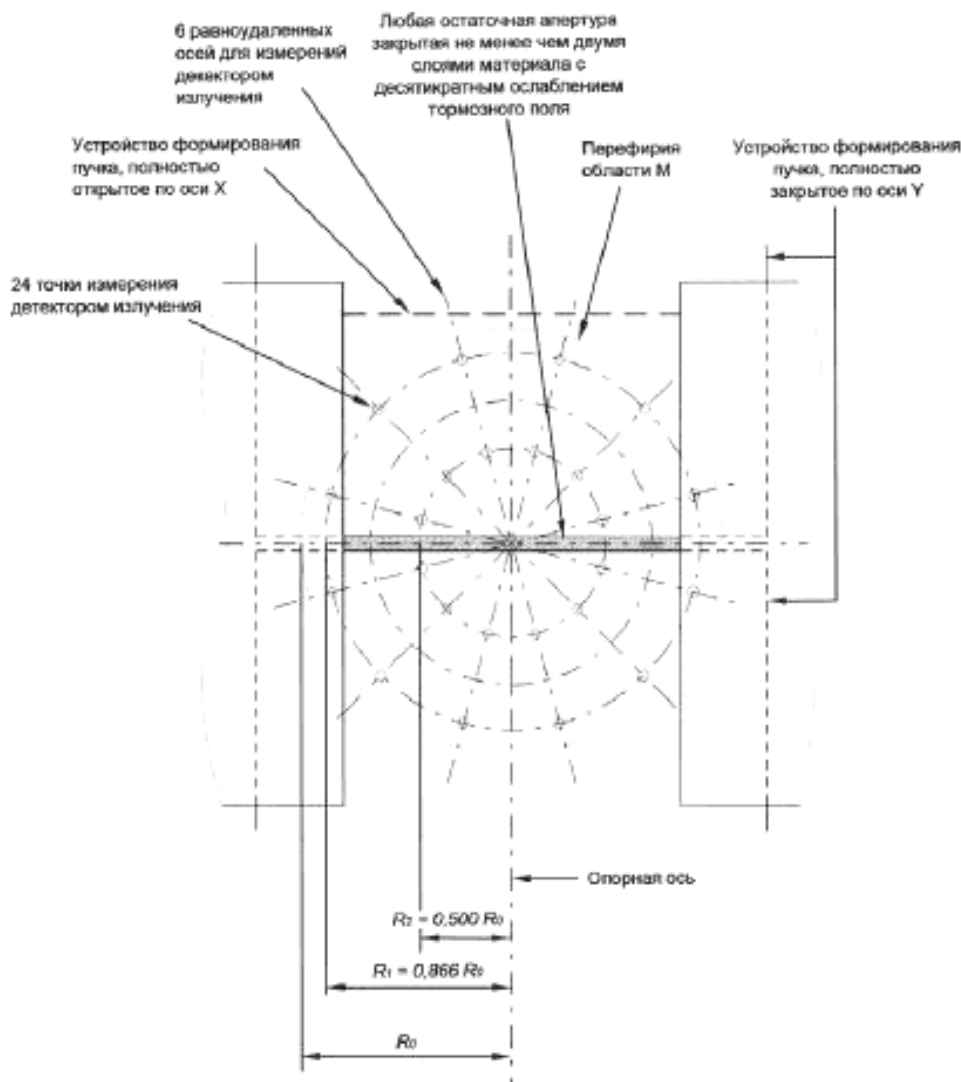 6 равноудаленных
осей для измерений
декектором
излучения
Любая остаточная апертура
закрытая не менее чем двумя
слоями материала с
десятикратным ослаблением
тормозного поля
Устройство формирования
пучка, полностью
открытое по оси X
Переферия
области М
Устройство формирования
пучка, полностью
закрытое по оси Y
24 точки измерения
детектором излучения
Опорная ось
R₂ = 0,500 R₀
R₁ = 0,866 R₀
R₀